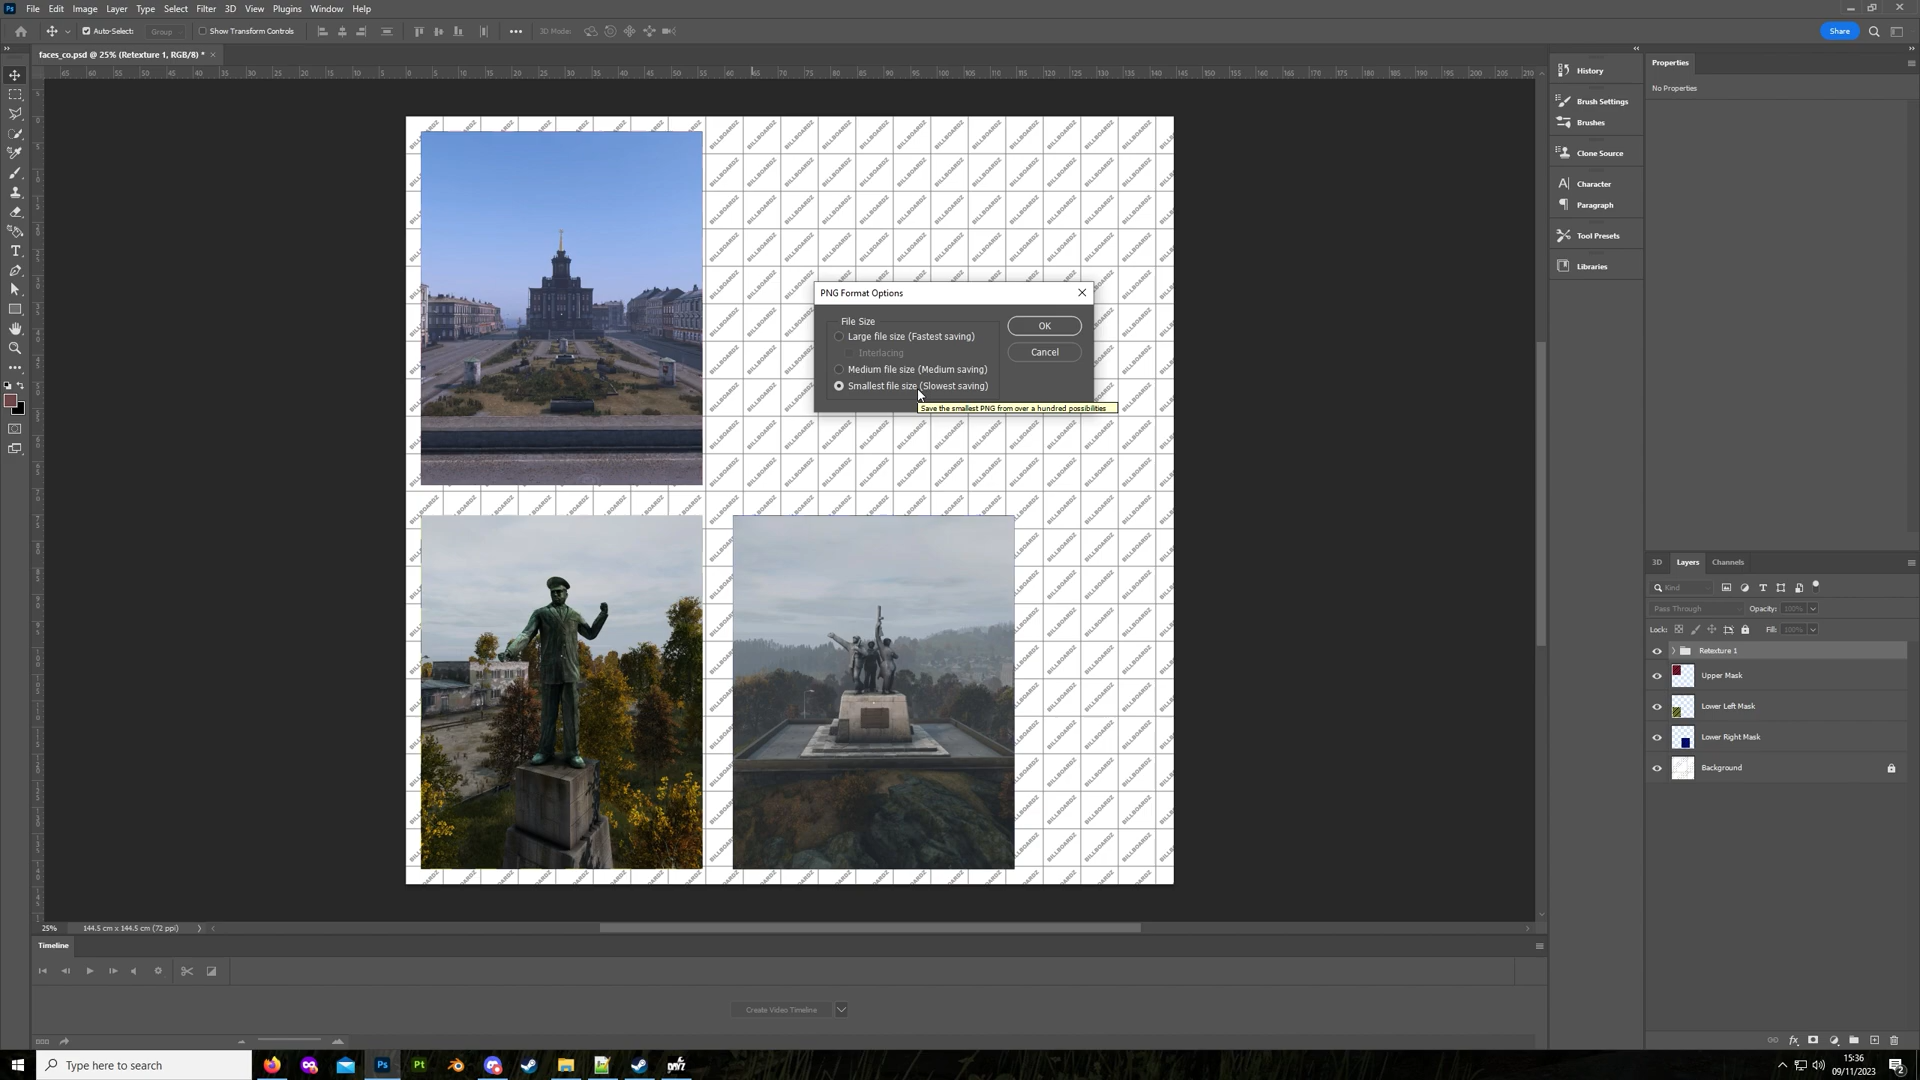 File Edit Image Layer Type Select Filter 3D View Plugins Window Help
Auto-Select: Group Show Transform Controls 3D Mode: Share
faces_co.psd @ 25% (Retexture 1, RGB/8) *
History
Brush Settings
Brushes
Clone Source
Character
Paragraph
Tool Presets
Libraries
Properties
No Properties
BILLBOARDZ
PNG Format Options
File Size
Large file size (Fastest saving)
Interlacing
Medium file size (Medium saving)
Smallest file size (Slowest saving)
OK
Cancel
Save the smallest PNG from over a hundred possibilities
3D Layers Channels
Kind
Pass Through Opacity: 100%
Lock: Fill: 100%
Retexture 1
Upper Mask
Lower Left Mask
Lower Right Mask
Background
25% 144.5 cm x 144.5 cm (72 ppi)
Timeline
Create Video Timeline
Type here to search
15:36
09/11/2023